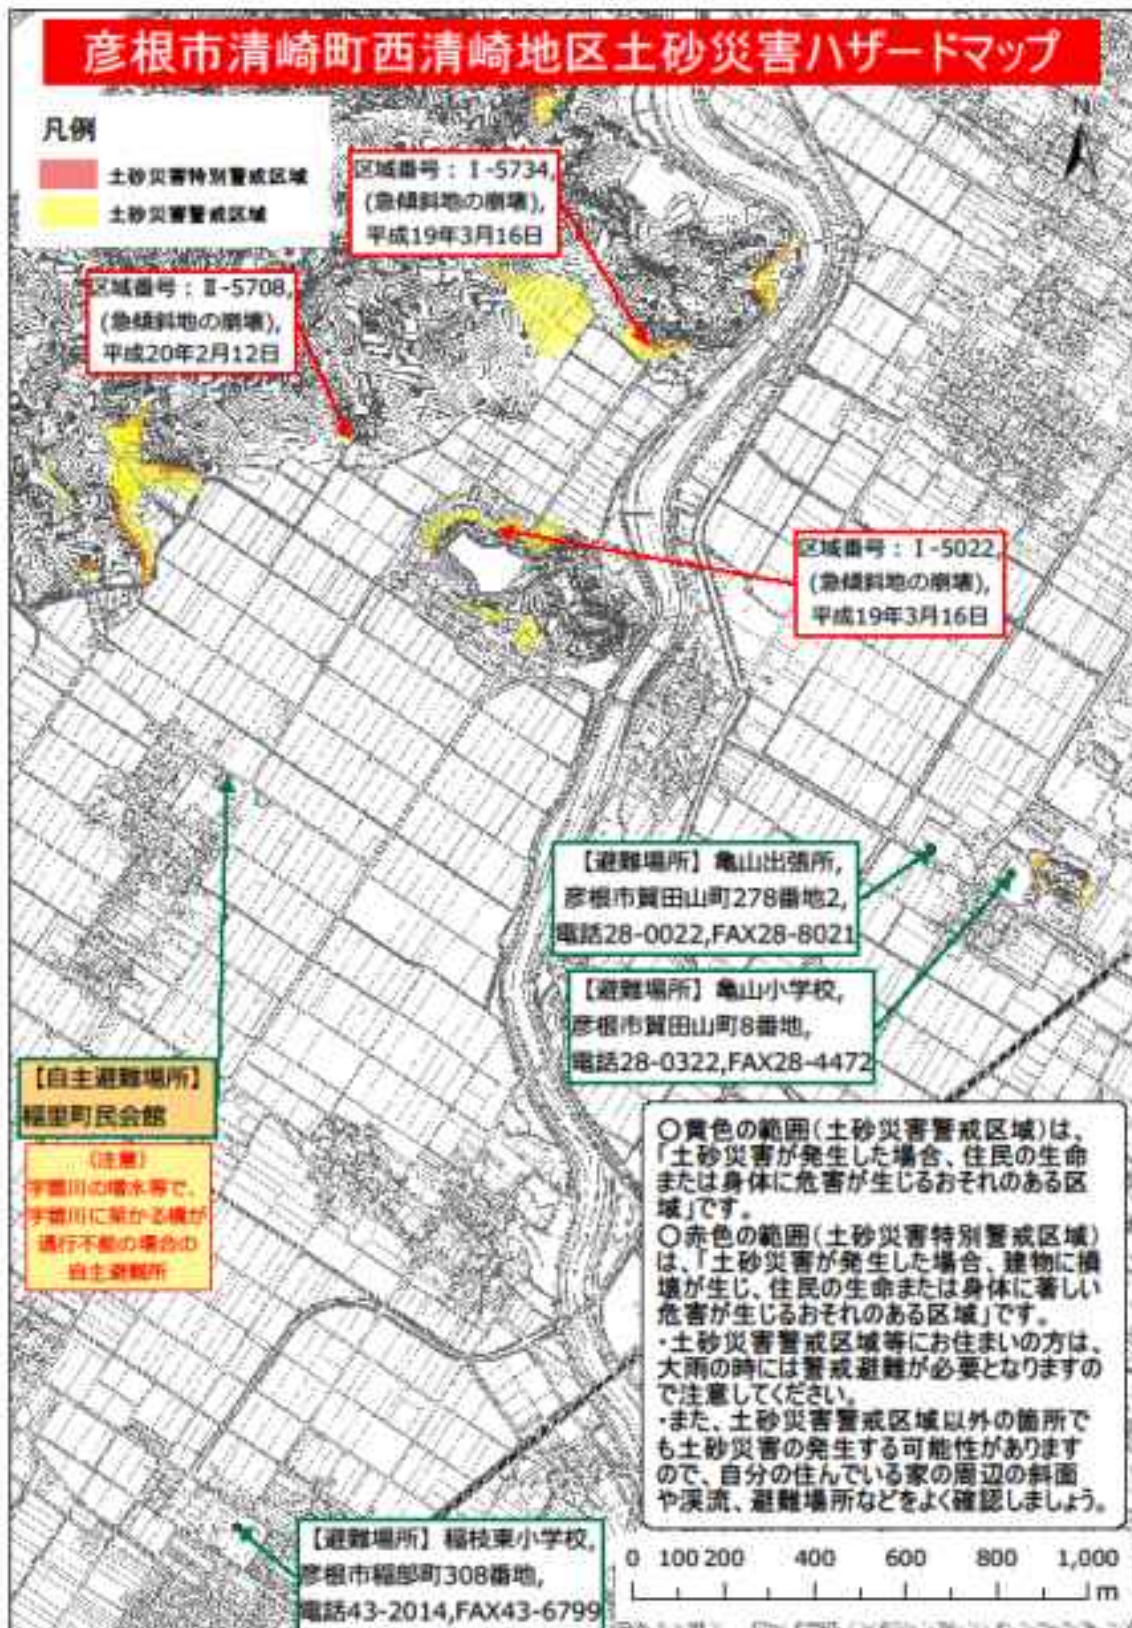 彦根市清崎町西清崎地区土砂災害ハザードマップ
凡例
土砂災害特別警戒区域
土砂災害警戒区域
N
区域番号：Ⅰ-5734,
(急傾斜地の崩壊),
平成19年3月16日
区域番号：Ⅱ-5708,
(急傾斜地の崩壊),
平成20年2月12日
区域番号：Ⅰ-5022,
(急傾斜地の崩壊),
平成19年3月16日
【避難場所】亀山出張所,
彦根市賀田山町278番地2,
電話28-0022,FAX28-8021
【避難場所】亀山小学校,
彦根市賀田山町8番地,
電話28-0322,FAX28-4472
【自主避難場所】
稲里町民会館
(注意)
宇曽川の増水等で、
宇曽川に架かる橋が
通行不能の場合の
自主避難所
○黄色の範囲(土砂災害警戒区域)は、
「土砂災害が発生した場合、住民の生命
または身体に危害が生じるおそれのある区
域」です。
○赤色の範囲(土砂災害特別警戒区域)
は、「土砂災害が発生した場合、建物に損
壊が生じ、住民の生命または身体に著しい
危害が生じるおそれのある区域」です。
・土砂災害警戒区域等にお住まいの方は、
大雨の時には警戒避難が必要となりますの
で注意してください。
・また、土砂災害警戒区域以外の箇所で
も土砂災害の発生する可能性があります
ので、自分の住んでいる家の周辺の斜面
や渓流、避難場所などをよく確認しましょう。
【避難場所】稲枝東小学校,
彦根市稲部町308番地,
電話43-2014,FAX43-6799
0 100 200 400 600 800 1,000
m